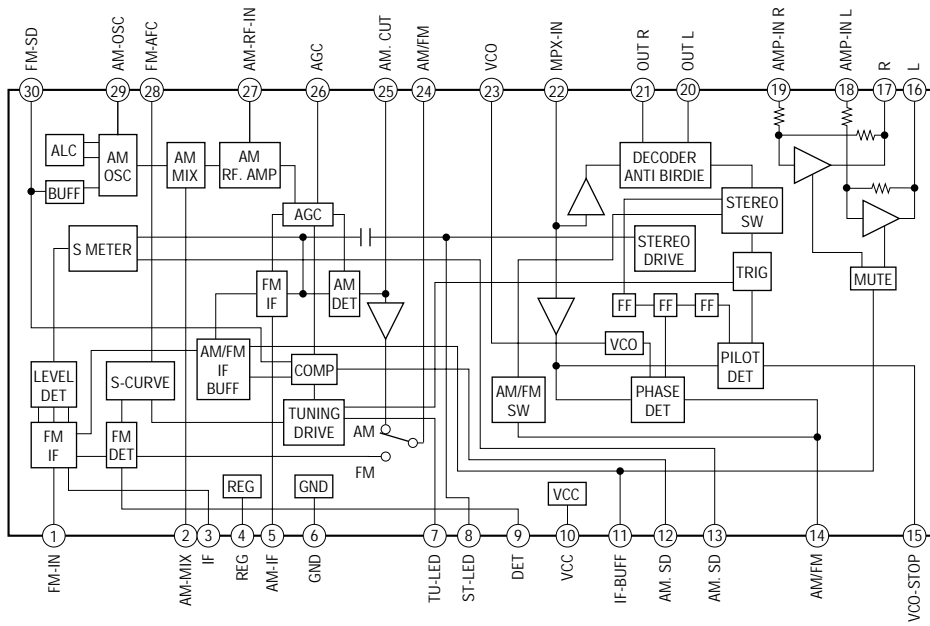 FM-SD
AM-OSC
FM-AFC
AM-RF-IN
AGC
AM. CUT
AM/FM
VCO
MPX-IN
OUT R
OUT L
AMP-IN R
AMP-IN L
R
L
30
29
28
27
26
25
24
23
22
21
20
19
18
17
16
ALC
BUFF
AM
OSC
AM
MIX
AM
RF. AMP
AGC
DECODER
ANTI BIRDIE
STEREO
SW
S METER
STEREO
DRIVE
TRIG
MUTE
FM
IF
AM
DET
FF
FF
FF
VCO
PILOT
DET
LEVEL
DET
S-CURVE
AM/FM
IF
BUFF
COMP
AM/FM
SW
PHASE
DET
TUNING
DRIVE
FM
IF
FM
DET
AM
FM
REG
GND
VCC
1
2
3
4
5
6
7
8
9
10
11
12
13
14
15
FM-IN
AM-MIX
IF
REG
AM-IF
GND
TU-LED
ST-LED
DET
VCC
IF-BUFF
AM. SD
AM. SD
AM/FM
VCO-STOP